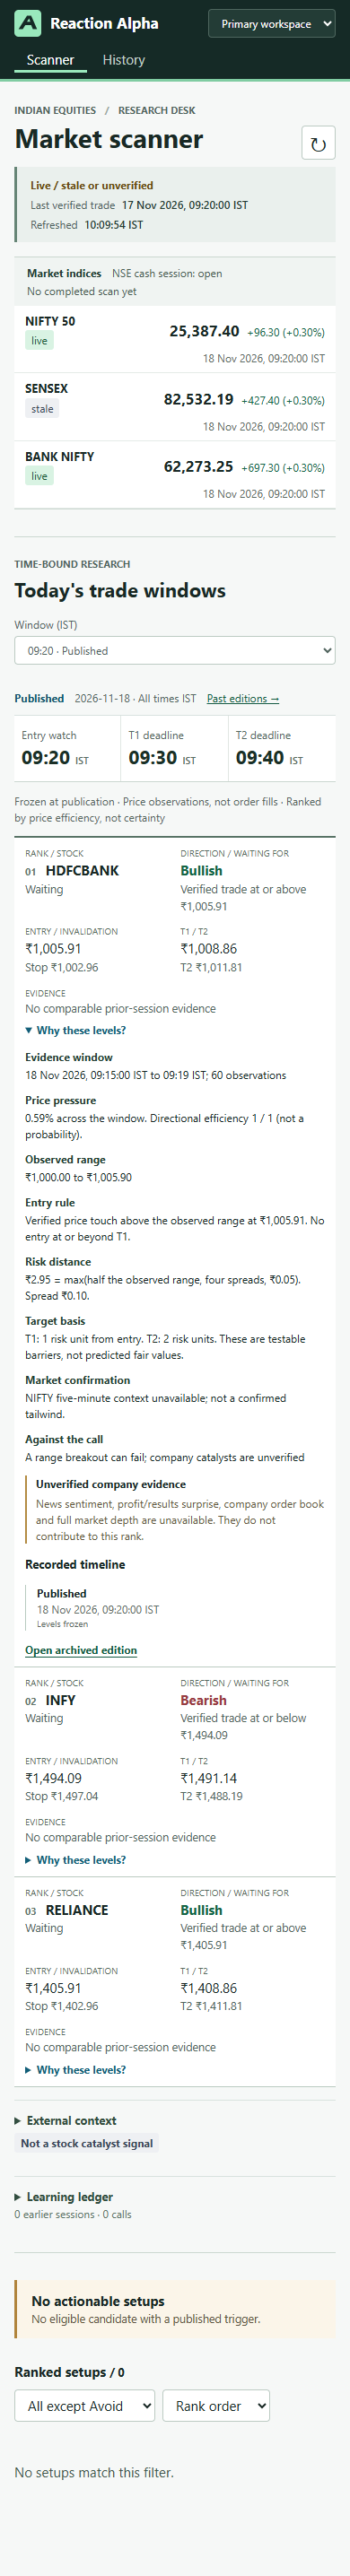 Reaction Alpha
Primary workspace
Scanner
History
INDIAN EQUITIES / RESEARCH DESK
Market scanner
↻
Live / stale or unverified
Last verified trade 17 Nov 2026, 09:20:00 IST
Refreshed 10:09:54 IST
Market indices NSE cash session: open
No completed scan yet
NIFTY 50
25,387.40 +96.30 (+0.30%)
live
18 Nov 2026, 09:20:00 IST
SENSEX
82,532.19 +427.40 (+0.30%)
stale
18 Nov 2026, 09:20:00 IST
BANK NIFTY
62,273.25 +697.30 (+0.30%)
live
18 Nov 2026, 09:20:00 IST
TIME-BOUND RESEARCH
Today's trade windows
Window (IST)
09:20 · Published
Published 2026-11-18 · All times IST Past editions →
Entry watch
09:20 IST
T1 deadline
09:30 IST
T2 deadline
09:40 IST
Frozen at publication · Price observations, not order fills · Ranked
by price efficiency, not certainty
RANK / STOCK
01 HDFCBANK
Waiting
DIRECTION / WAITING FOR
Bullish
Verified trade at or above
₹1,005.91
ENTRY / INVALIDATION
₹1,005.91
Stop ₹1,002.96
T1 / T2
₹1,008.86
T2 ₹1,011.81
EVIDENCE
No comparable prior-session evidence
▼ Why these levels?
Evidence window
18 Nov 2026, 09:15:00 IST to 09:19 IST; 60 observations
Price pressure
0.59% across the window. Directional efficiency 1 / 1 (not a
probability).
Observed range
₹1,000.00 to ₹1,005.90
Entry rule
Verified price touch above the observed range at ₹1,005.91. No
entry at or beyond T1.
Risk distance
₹2.95 = max(half the observed range, four spreads, ₹0.05).
Spread ₹0.10.
Target basis
T1: 1 risk unit from entry. T2: 2 risk units. These are testable
barriers, not predicted fair values.
Market confirmation
NIFTY five-minute context unavailable; not a confirmed
tailwind.
Against the call
A range breakout can fail; company catalysts are unverified
Unverified company evidence
News sentiment, profit/results surprise, company order book
and full market depth are unavailable. They do not
contribute to this rank.
Recorded timeline
Published
18 Nov 2026, 09:20:00 IST
Levels frozen
Open archived edition
RANK / STOCK
02 INFY
Waiting
DIRECTION / WAITING FOR
Bearish
Verified trade at or below
₹1,494.09
ENTRY / INVALIDATION
₹1,494.09
Stop ₹1,497.04
T1 / T2
₹1,491.14
T2 ₹1,488.19
EVIDENCE
No comparable prior-session evidence
▶ Why these levels?
RANK / STOCK
03 RELIANCE
Waiting
DIRECTION / WAITING FOR
Bullish
Verified trade at or above
₹1,405.91
ENTRY / INVALIDATION
₹1,405.91
Stop ₹1,402.96
T1 / T2
₹1,408.86
T2 ₹1,411.81
EVIDENCE
No comparable prior-session evidence
▶ Why these levels?
▶ External context
Not a stock catalyst signal
▶ Learning ledger
0 earlier sessions · 0 calls
No actionable setups
No eligible candidate with a published trigger.
Ranked setups / 0
All except Avoid
Rank order
No setups match this filter.